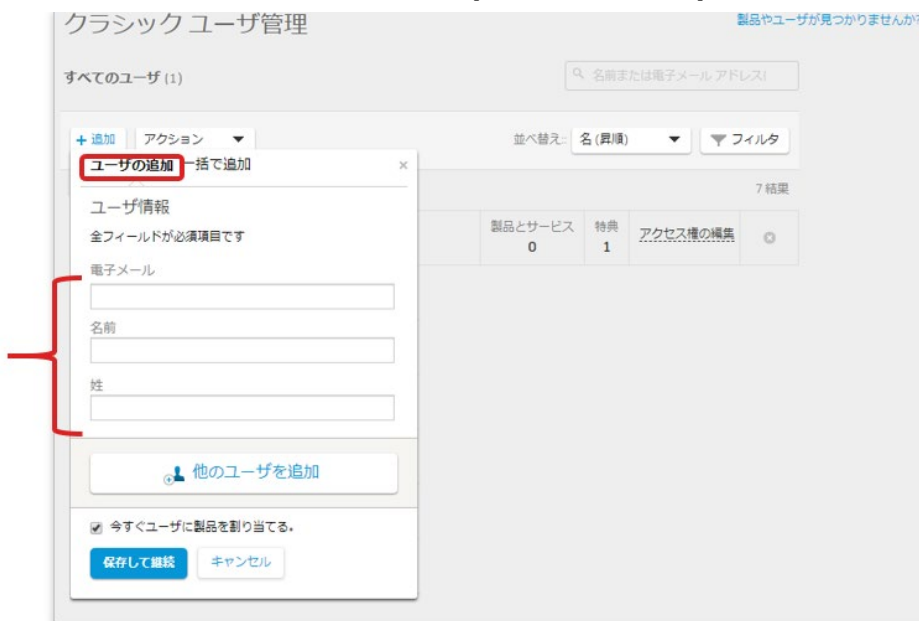 クラシック ユーザ管理
製品やユーザが見つかりませんか?
すべてのユーザ (1)
名前または電子メール アドレスに
+ 追加 アクション
並べ替え: 名 (昇順) フィルタ
ユーザの追加 一括で追加 ×
7 結果
ユーザ情報
全フィールドが必須項目です
製品とサービス 特典 アクセス権の編集
0 1
電子メール
名前
姓
他のユーザを追加
今すぐユーザに製品を割り当てる。
保存して継続 キャンセル